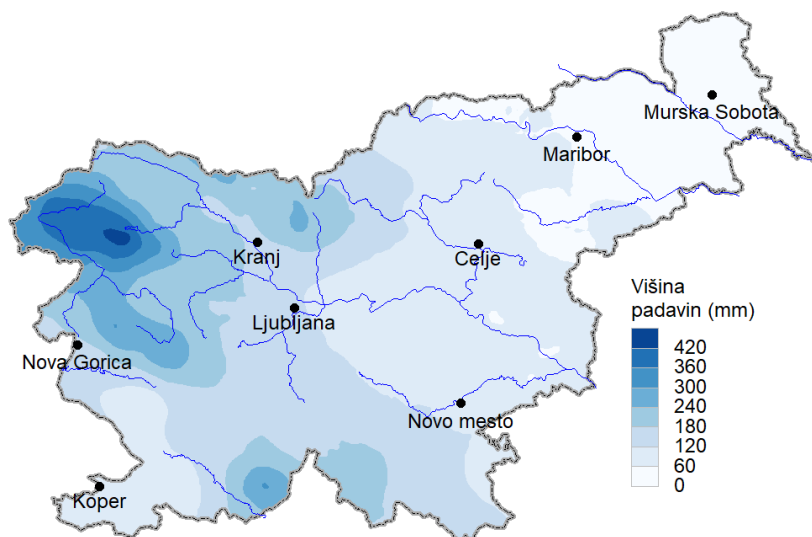 Murska Sobota
Maribor
Kranj
Celje
Ljubljana
Nova Gorica
Novo mesto
Koper
Višina
padavin (mm)
420
360
300
240
180
120
60
0